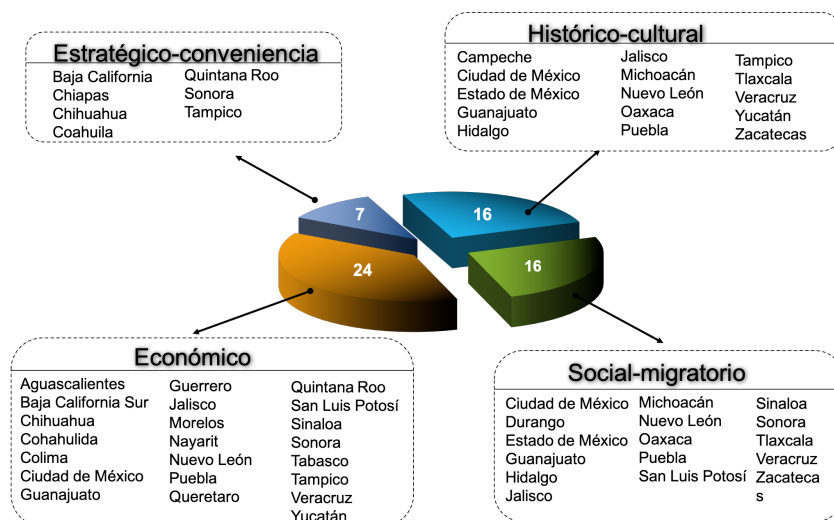 Estratégico-conveniencia
Baja California
Chiapas
Chihuahua
Coahuila
Quintana Roo
Sonora
Tampico
Histórico-cultural
Campeche
Ciudad de México
Estado de México
Guanajuato
Hidalgo
Jalisco
Michoacán
Nuevo León
Oaxaca
Puebla
Tampico
Tlaxcala
Veracruz
Yucatán
Zacatecas
7
16
24
16
Económico
Aguascalientes
Baja California Sur
Chihuahua
Cohahulida
Colima
Ciudad de México
Guanajuato
Guerrero
Jalisco
Morelos
Nayarit
Nuevo León
Puebla
Queretaro
Quintana Roo
San Luis Potosí
Sinaloa
Sonora
Tabasco
Tampico
Veracruz
Yucatán
Social-migratorio
Ciudad de México
Durango
Estado de México
Guanajuato
Hidalgo
Jalisco
Michoacán
Nuevo León
Oaxaca
Puebla
San Luis Potosí
Sinaloa
Sonora
Tlaxcala
Veracruz
Zacateca
s